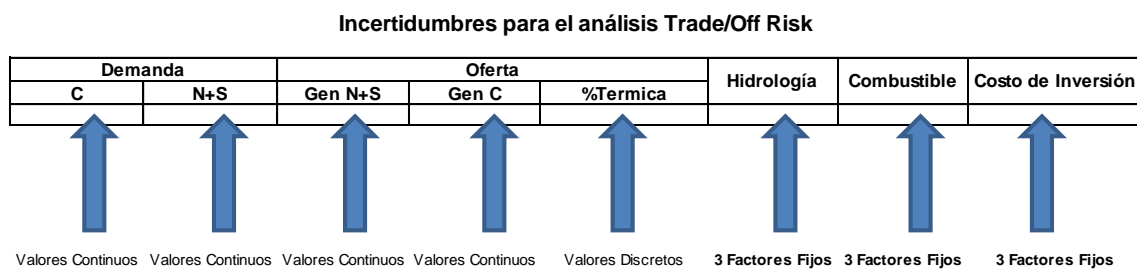 Incertidumbres para el análisis Trade/Off Risk
Demanda Oferta Hidrología Combustible Costo de Inversión
C N+S Gen N+S Gen C %Termica
Valores Continuos Valores Continuos Valores Continuos Valores Continuos Valores Discretos 3 Factores Fijos 3 Factores Fijos 3 Factores Fijos